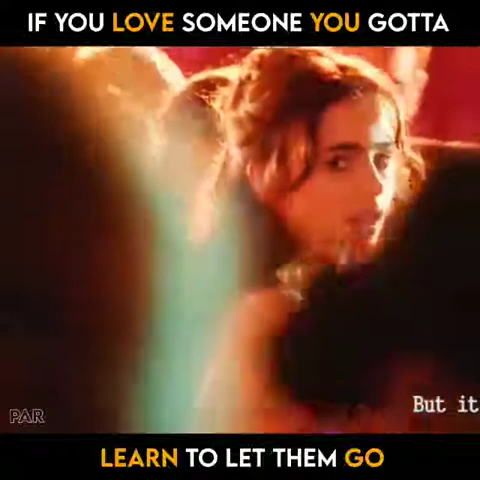 IF YOU LOVE SOMEONE YOU GOTTA
But it
PAR
LEARN TO LET THEM GO